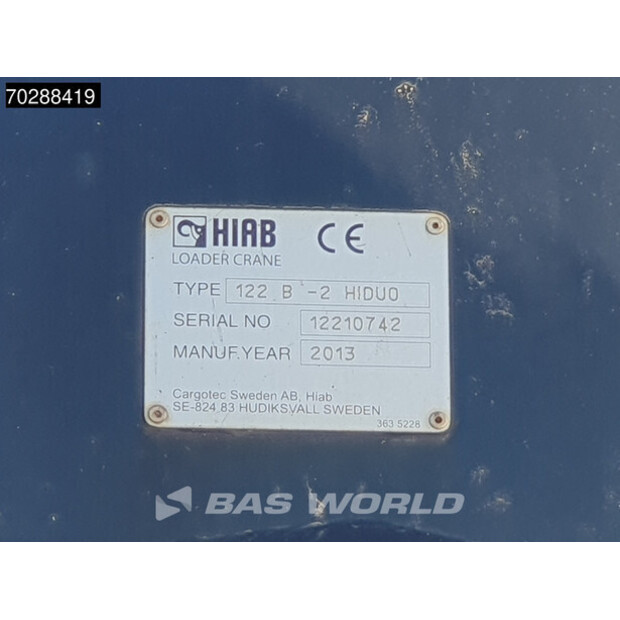 70288419
HIAB CE
LOADER CRANE
TYPE 122 B -2 HIDUO
SERIAL NO 12210742
MANUF.YEAR 2013
Cargotec Sweden AB, Hiab
SE-824 83 HUDIKSVALL SWEDEN
363 5228
BAS WORLD